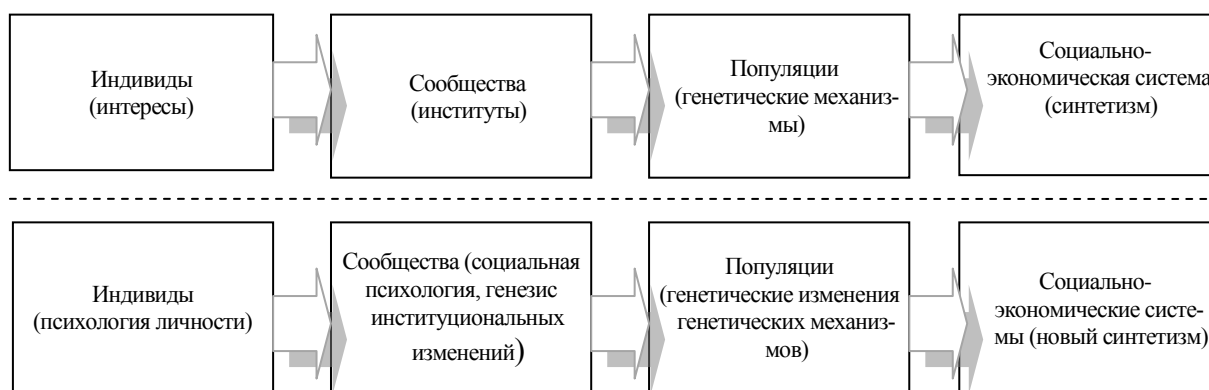 Индивиды
(интересы)
Сообщества
(институты)
Популяции
(генетические механиз-
мы)
Социально-
экономическая система
(синтетизм)
Индивиды
(психология личности)
Сообщества (социальная
психология, генезис
институциональных
изменений)
Популяции
(генетические изменения
генетических механиз-
мов)
Социально-
экономические систе-
мы (новый синтетизм)